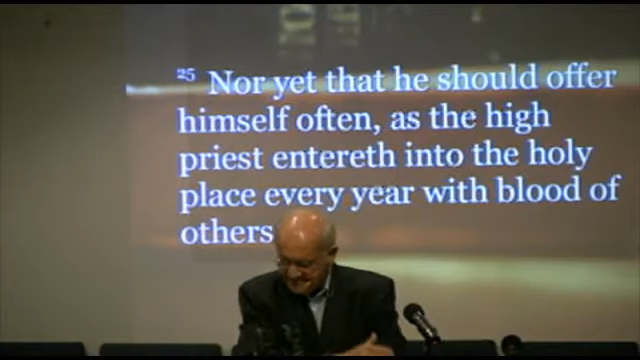 25 Nor yet that he should offer
himself often, as the high
priest entereth into the holy
place every year with blood of
others